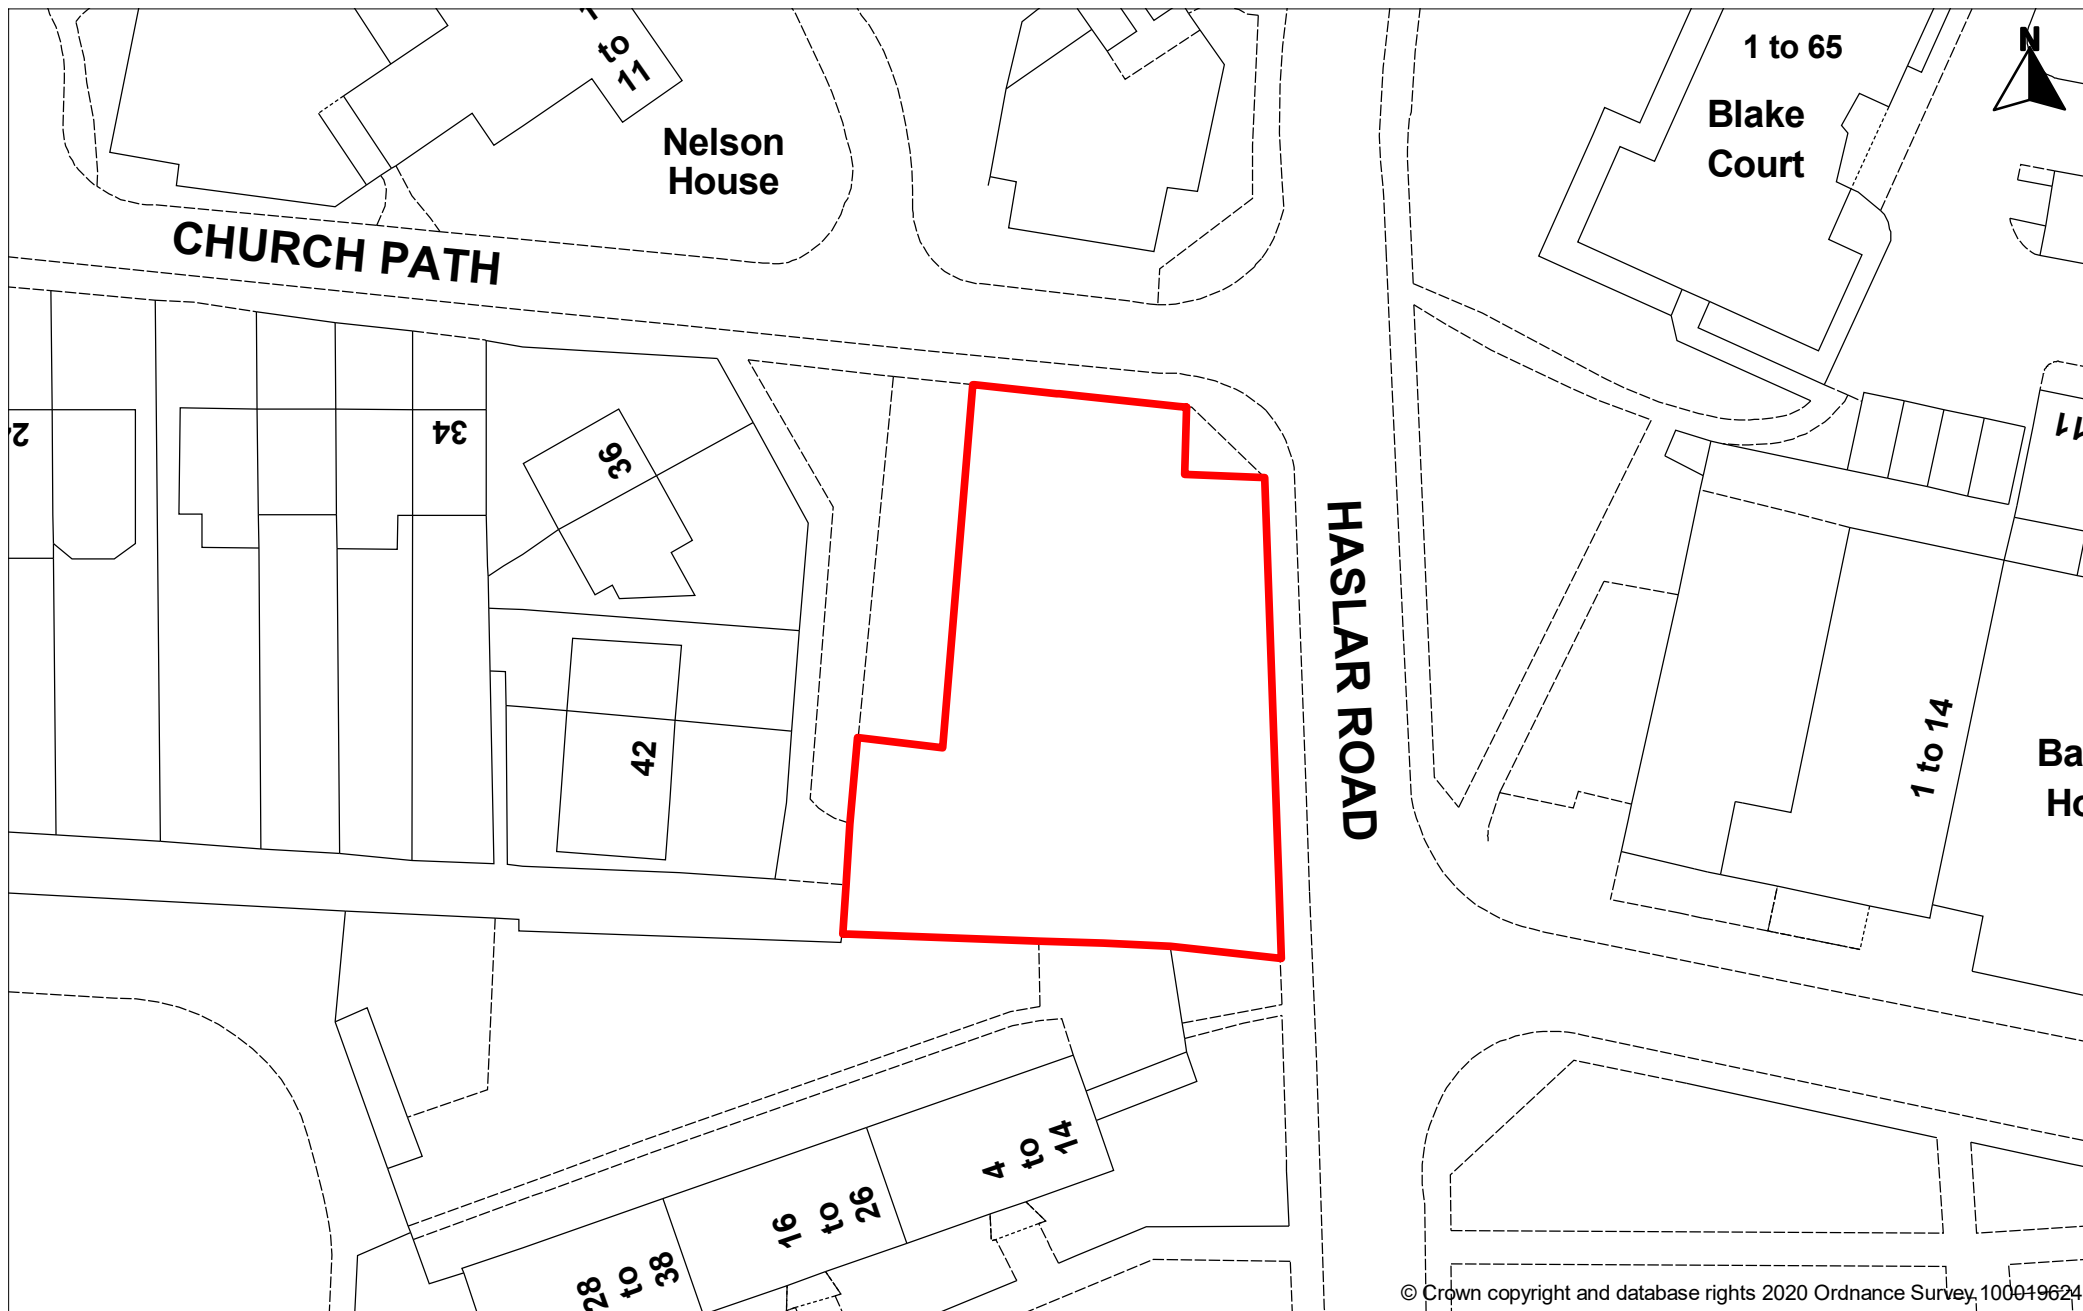 to
11
1 to 65
N
Nelson
House
Blake
Court
CHURCH PATH
34
36
11
HASLAR ROAD
42
1 to 14
4
to
14
16
to
26
28
to
38
© Crown copyright and database rights 2020 Ordnance Survey 100019624